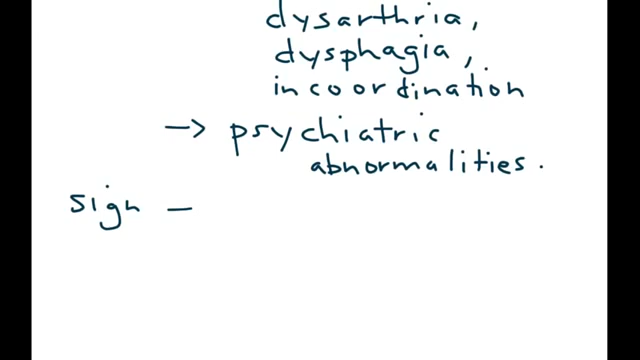 dysarthria,
dysphagia,
incoordination
-> psychiatric
abnormalities.
Sign –